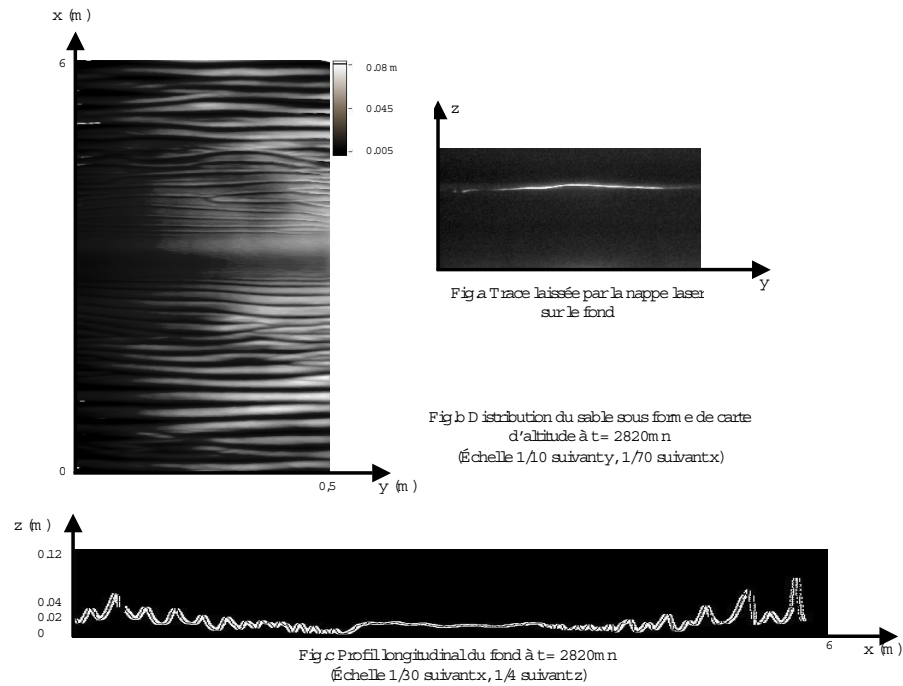 x (m)
6
0.08 m
0.045
0.005
z
y
Fig.a Trace laissée par la nappe laser
sur le fond
Fig.b Distribution du sable sous forme de carte
d'altitude à t = 2820mn
(Échelle 1/10 suivant y, 1/70 suivant x)
0
0,5
y (m)
z (m)
0.12
0.04
0.02
0
6
x (m)
Fig.c Profil longitudinal du fond à t = 2820mn
(Échelle 1/30 suivant x, 1/4 suivant z)